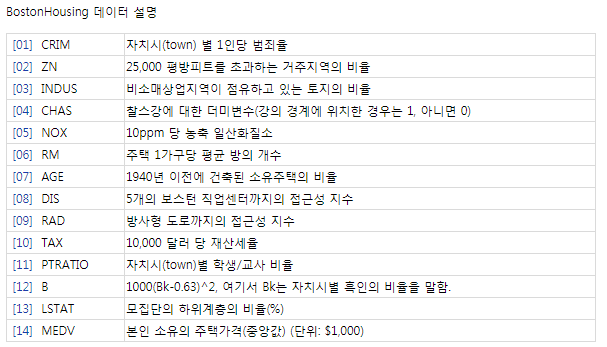 BostonHousing 데이터 설명
[01] CRIM 자치시(town) 별 1인당 범죄율
[02] ZN 25,000 평방피트를 초과하는 거주지역의 비율
[03] INDUS 비소매상업지역이 점유하고 있는 토지의 비율
[04] CHAS 찰스강에 대한 더미변수(강의 경계에 위치한 경우는 1, 아니면 0)
[05] NOX 10ppm 당 농축 일산화질소
[06] RM 주택 1가구당 평균 방의 개수
[07] AGE 1940년 이전에 건축된 소유주택의 비율
[08] DIS 5개의 보스턴 직업센터까지의 접근성 지수
[09] RAD 방사형 도로까지의 접근성 지수
[10] TAX 10,000 달러 당 재산세율
[11] PTRATIO 자치시(town)별 학생/교사 비율
[12] B 1000(Bk-0.63)^2, 여기서 Bk는 자치시별 흑인의 비율을 말함.
[13] LSTAT 모집단의 하위계층의 비율(%)
[14] MEDV 본인 소유의 주택가격(중앙값) (단위: $1,000)